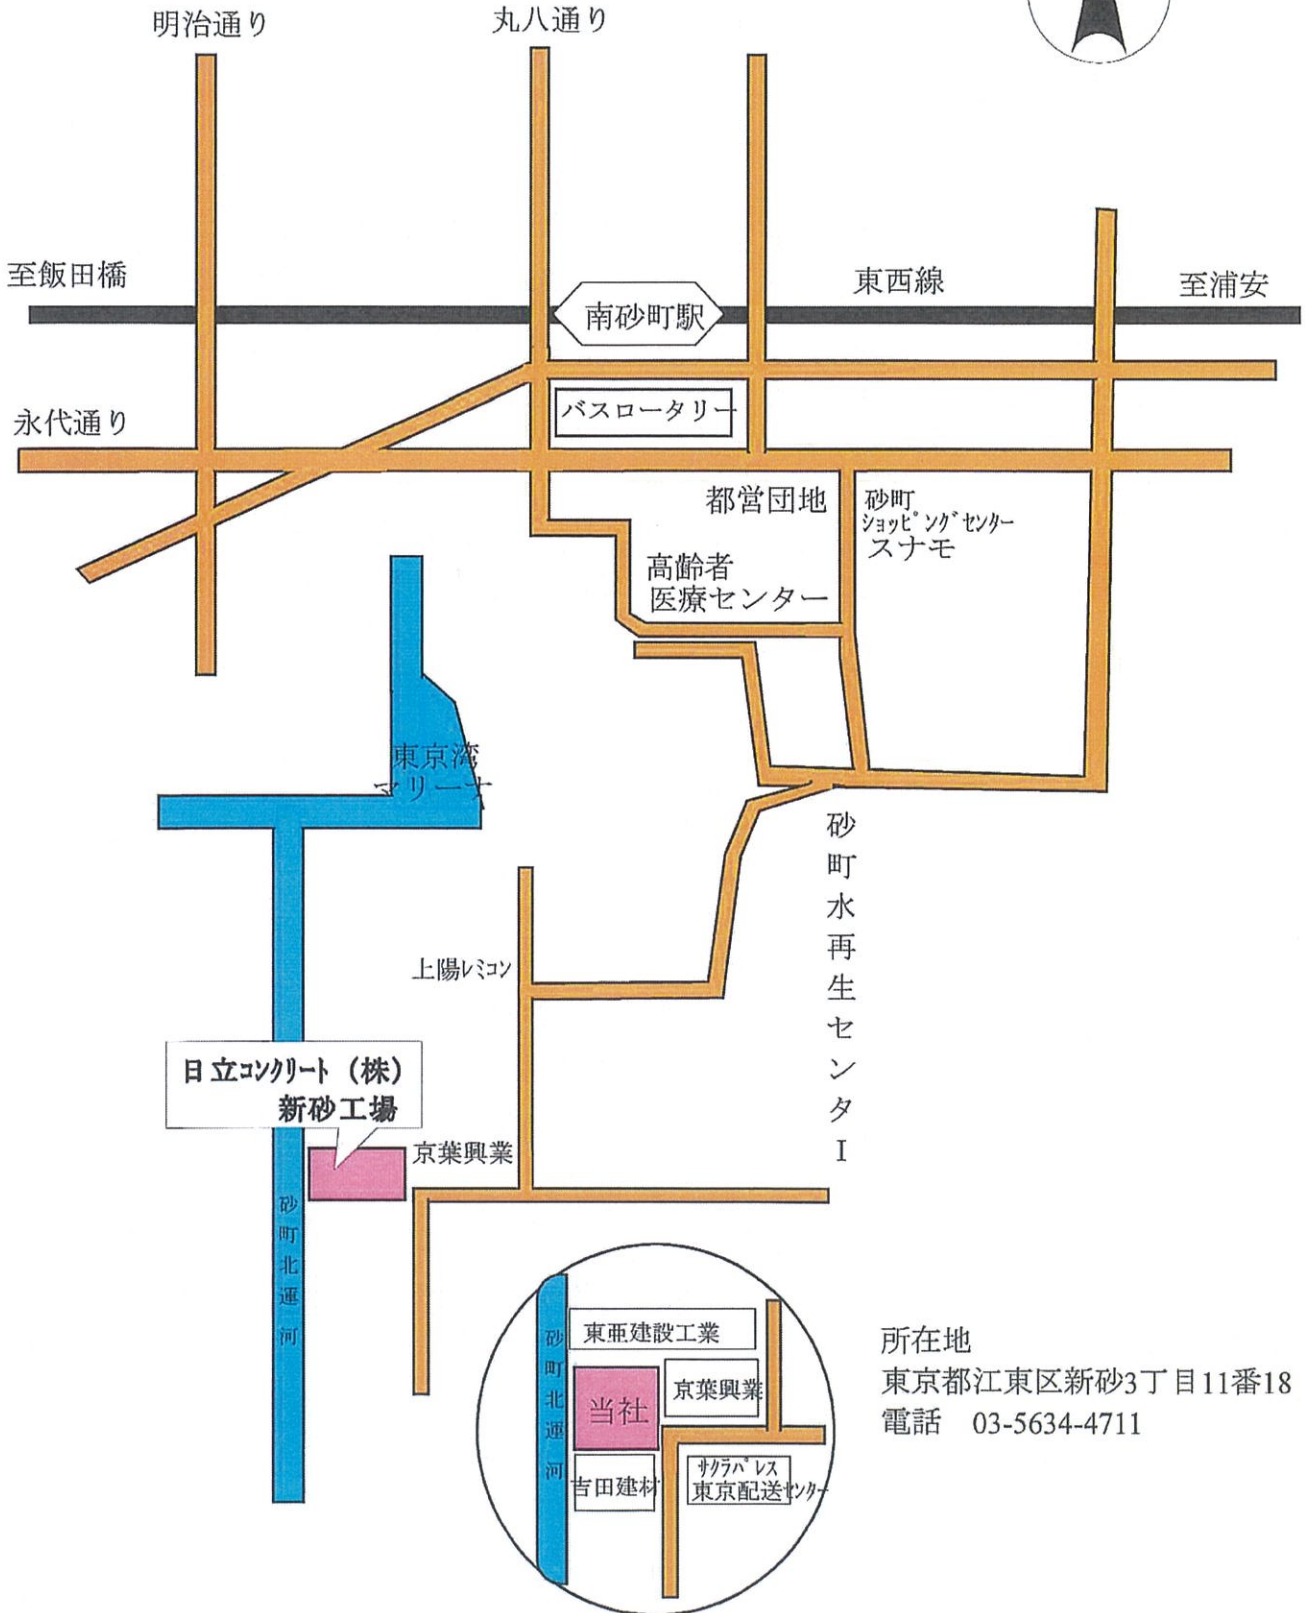 明治通り
丸八通り
至飯田橋
東西線
至浦安
南砂町駅
バスロータリー
永代通り
都営団地
砂町
ショッピングセンター
スナモ
高齢者
医療センター
東京湾
マリーナ
砂町水再生センターI
上陽レミコン
日立コンクリート（株）
新砂工場
京葉興業
砂町北運河
砂町北運河
東亜建設工業
京葉興業
当社
吉田建材
サクラパレス
東京配送センター
所在地
東京都江東区新砂3丁目11番18
電話　03-5634-4711